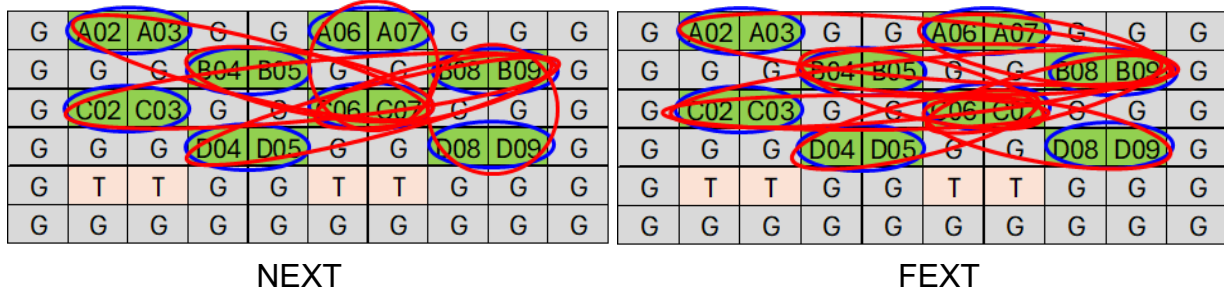 G A02 A03 G G A06 A07 G G G
G G G B04 B05 G G B08 B09 G
G C02 C03 G G C06 C07 G G G
G G G D04 D05 G G D08 D09 G
G T T G G T T G G G
G G G G G G G G G G
NEXT
G A02 A03 G G A06 A07 G G G
G G G B04 B05 G G B08 B09 G
G C02 C03 G G C06 C07 G G G
G G G D04 D05 G G D08 D09 G
G T T G G T T G G G
G G G G G G G G G G
FEXT